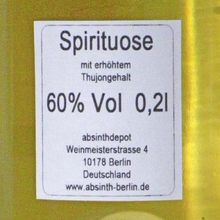 Spirituose
mit erhöhtem
Thujongehalt
60% Vol 0,2l
absinthdepot
Weinmeisterstrasse 4
10178 Berlin
Deutschland
www.absinth-berlin.de